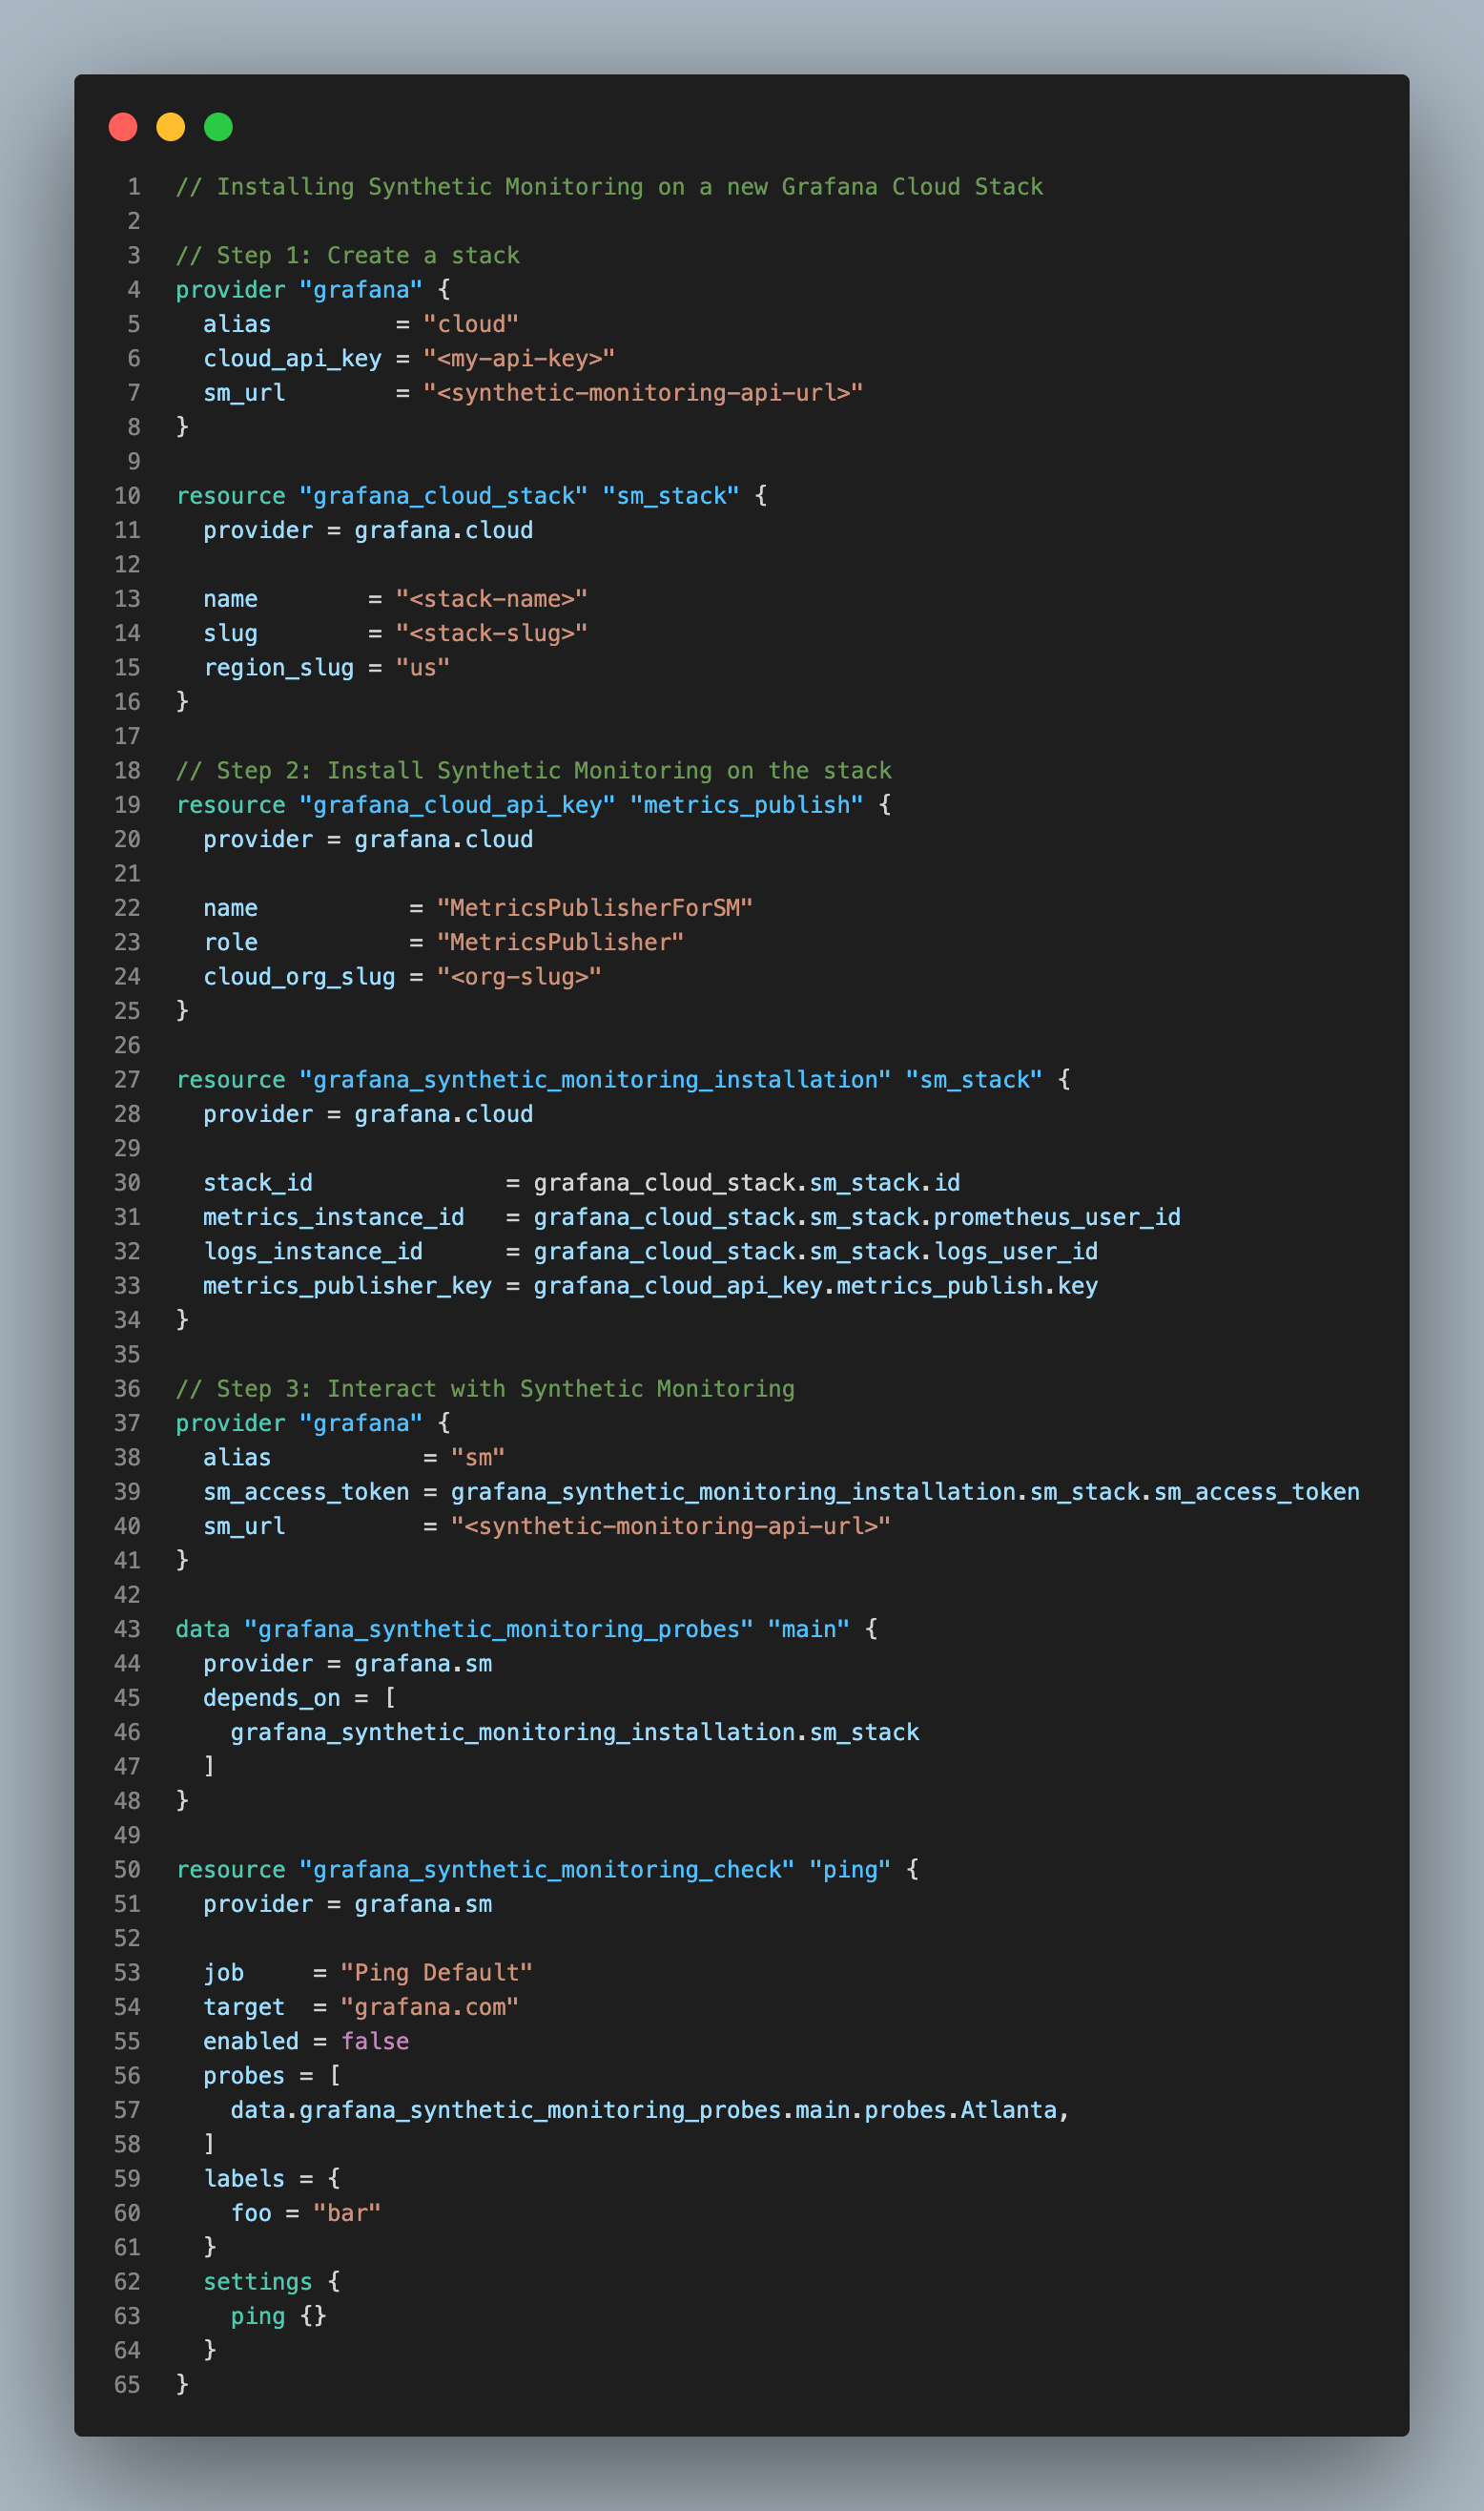 1 // Installing Synthetic Monitoring on a new Grafana Cloud Stack
2
3 // Step 1: Create a stack
4 provider "grafana" {
5   alias         = "cloud"
6   cloud_api_key = "<my-api-key>"
7   sm_url        = "<synthetic-monitoring-api-url>"
8 }
9
10 resource "grafana_cloud_stack" "sm_stack" {
11   provider = grafana.cloud
12
13   name        = "<stack-name>"
14   slug        = "<stack-slug>"
15   region_slug = "us"
16 }
17
18 // Step 2: Install Synthetic Monitoring on the stack
19 resource "grafana_cloud_api_key" "metrics_publish" {
20   provider = grafana.cloud
21
22   name           = "MetricsPublisherForSM"
23   role           = "MetricsPublisher"
24   cloud_org_slug = "<org-slug>"
25 }
26
27 resource "grafana_synthetic_monitoring_installation" "sm_stack" {
28   provider = grafana.cloud
29
30   stack_id              = grafana_cloud_stack.sm_stack.id
31   metrics_instance_id   = grafana_cloud_stack.sm_stack.prometheus_user_id
32   logs_instance_id      = grafana_cloud_stack.sm_stack.logs_user_id
33   metrics_publisher_key = grafana_cloud_api_key.metrics_publish.key
34 }
35
36 // Step 3: Interact with Synthetic Monitoring
37 provider "grafana" {
38   alias           = "sm"
39   sm_access_token = grafana_synthetic_monitoring_installation.sm_stack.sm_access_token
40   sm_url          = "<synthetic-monitoring-api-url>"
41 }
42
43 data "grafana_synthetic_monitoring_probes" "main" {
44   provider = grafana.sm
45   depends_on = [
46     grafana_synthetic_monitoring_installation.sm_stack
47   ]
48 }
49
50 resource "grafana_synthetic_monitoring_check" "ping" {
51   provider = grafana.sm
52
53   job     = "Ping Default"
54   target  = "grafana.com"
55   enabled = false
56   probes = [
57     data.grafana_synthetic_monitoring_probes.main.probes.Atlanta,
58   ]
59   labels = {
60     foo = "bar"
61   }
62   settings {
63     ping {}
64   }
65 }